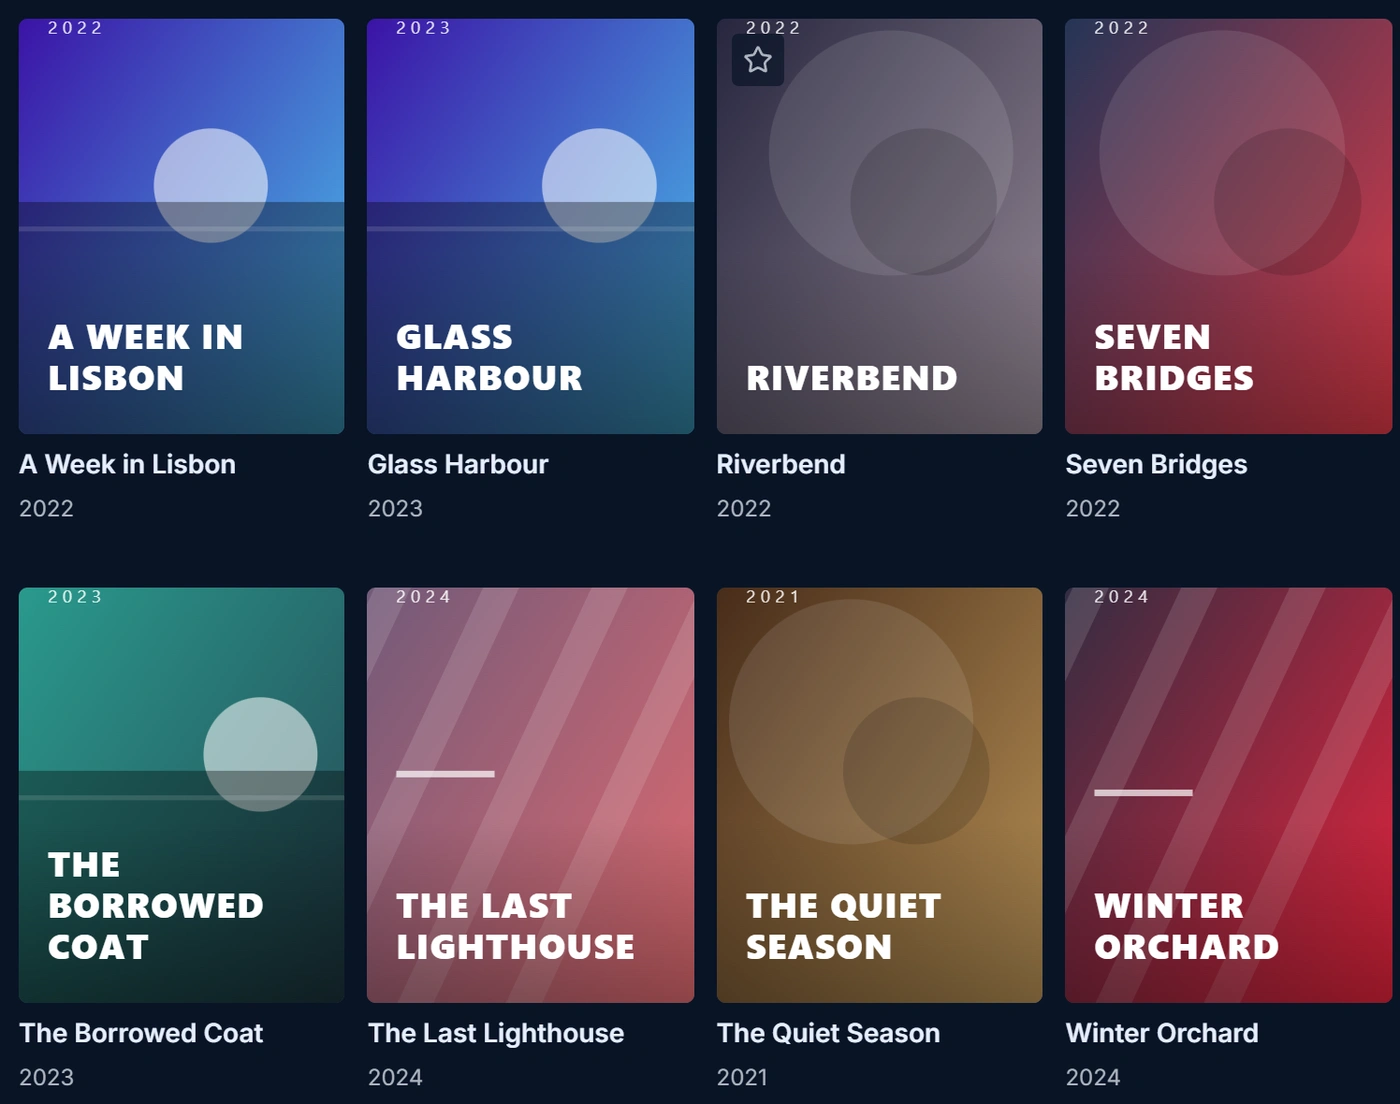 2022
A WEEK IN
LISBON
A Week in Lisbon
2022
2023
GLASS
HARBOUR
Glass Harbour
2023
2022
RIVERBEND
Riverbend
2022
2022
SEVEN
BRIDGES
Seven Bridges
2022
2023
THE
BORROWED
COAT
The Borrowed Coat
2023
2024
THE LAST
LIGHTHOUSE
The Last Lighthouse
2024
2021
THE QUIET
SEASON
The Quiet Season
2021
2024
WINTER
ORCHARD
Winter Orchard
2024